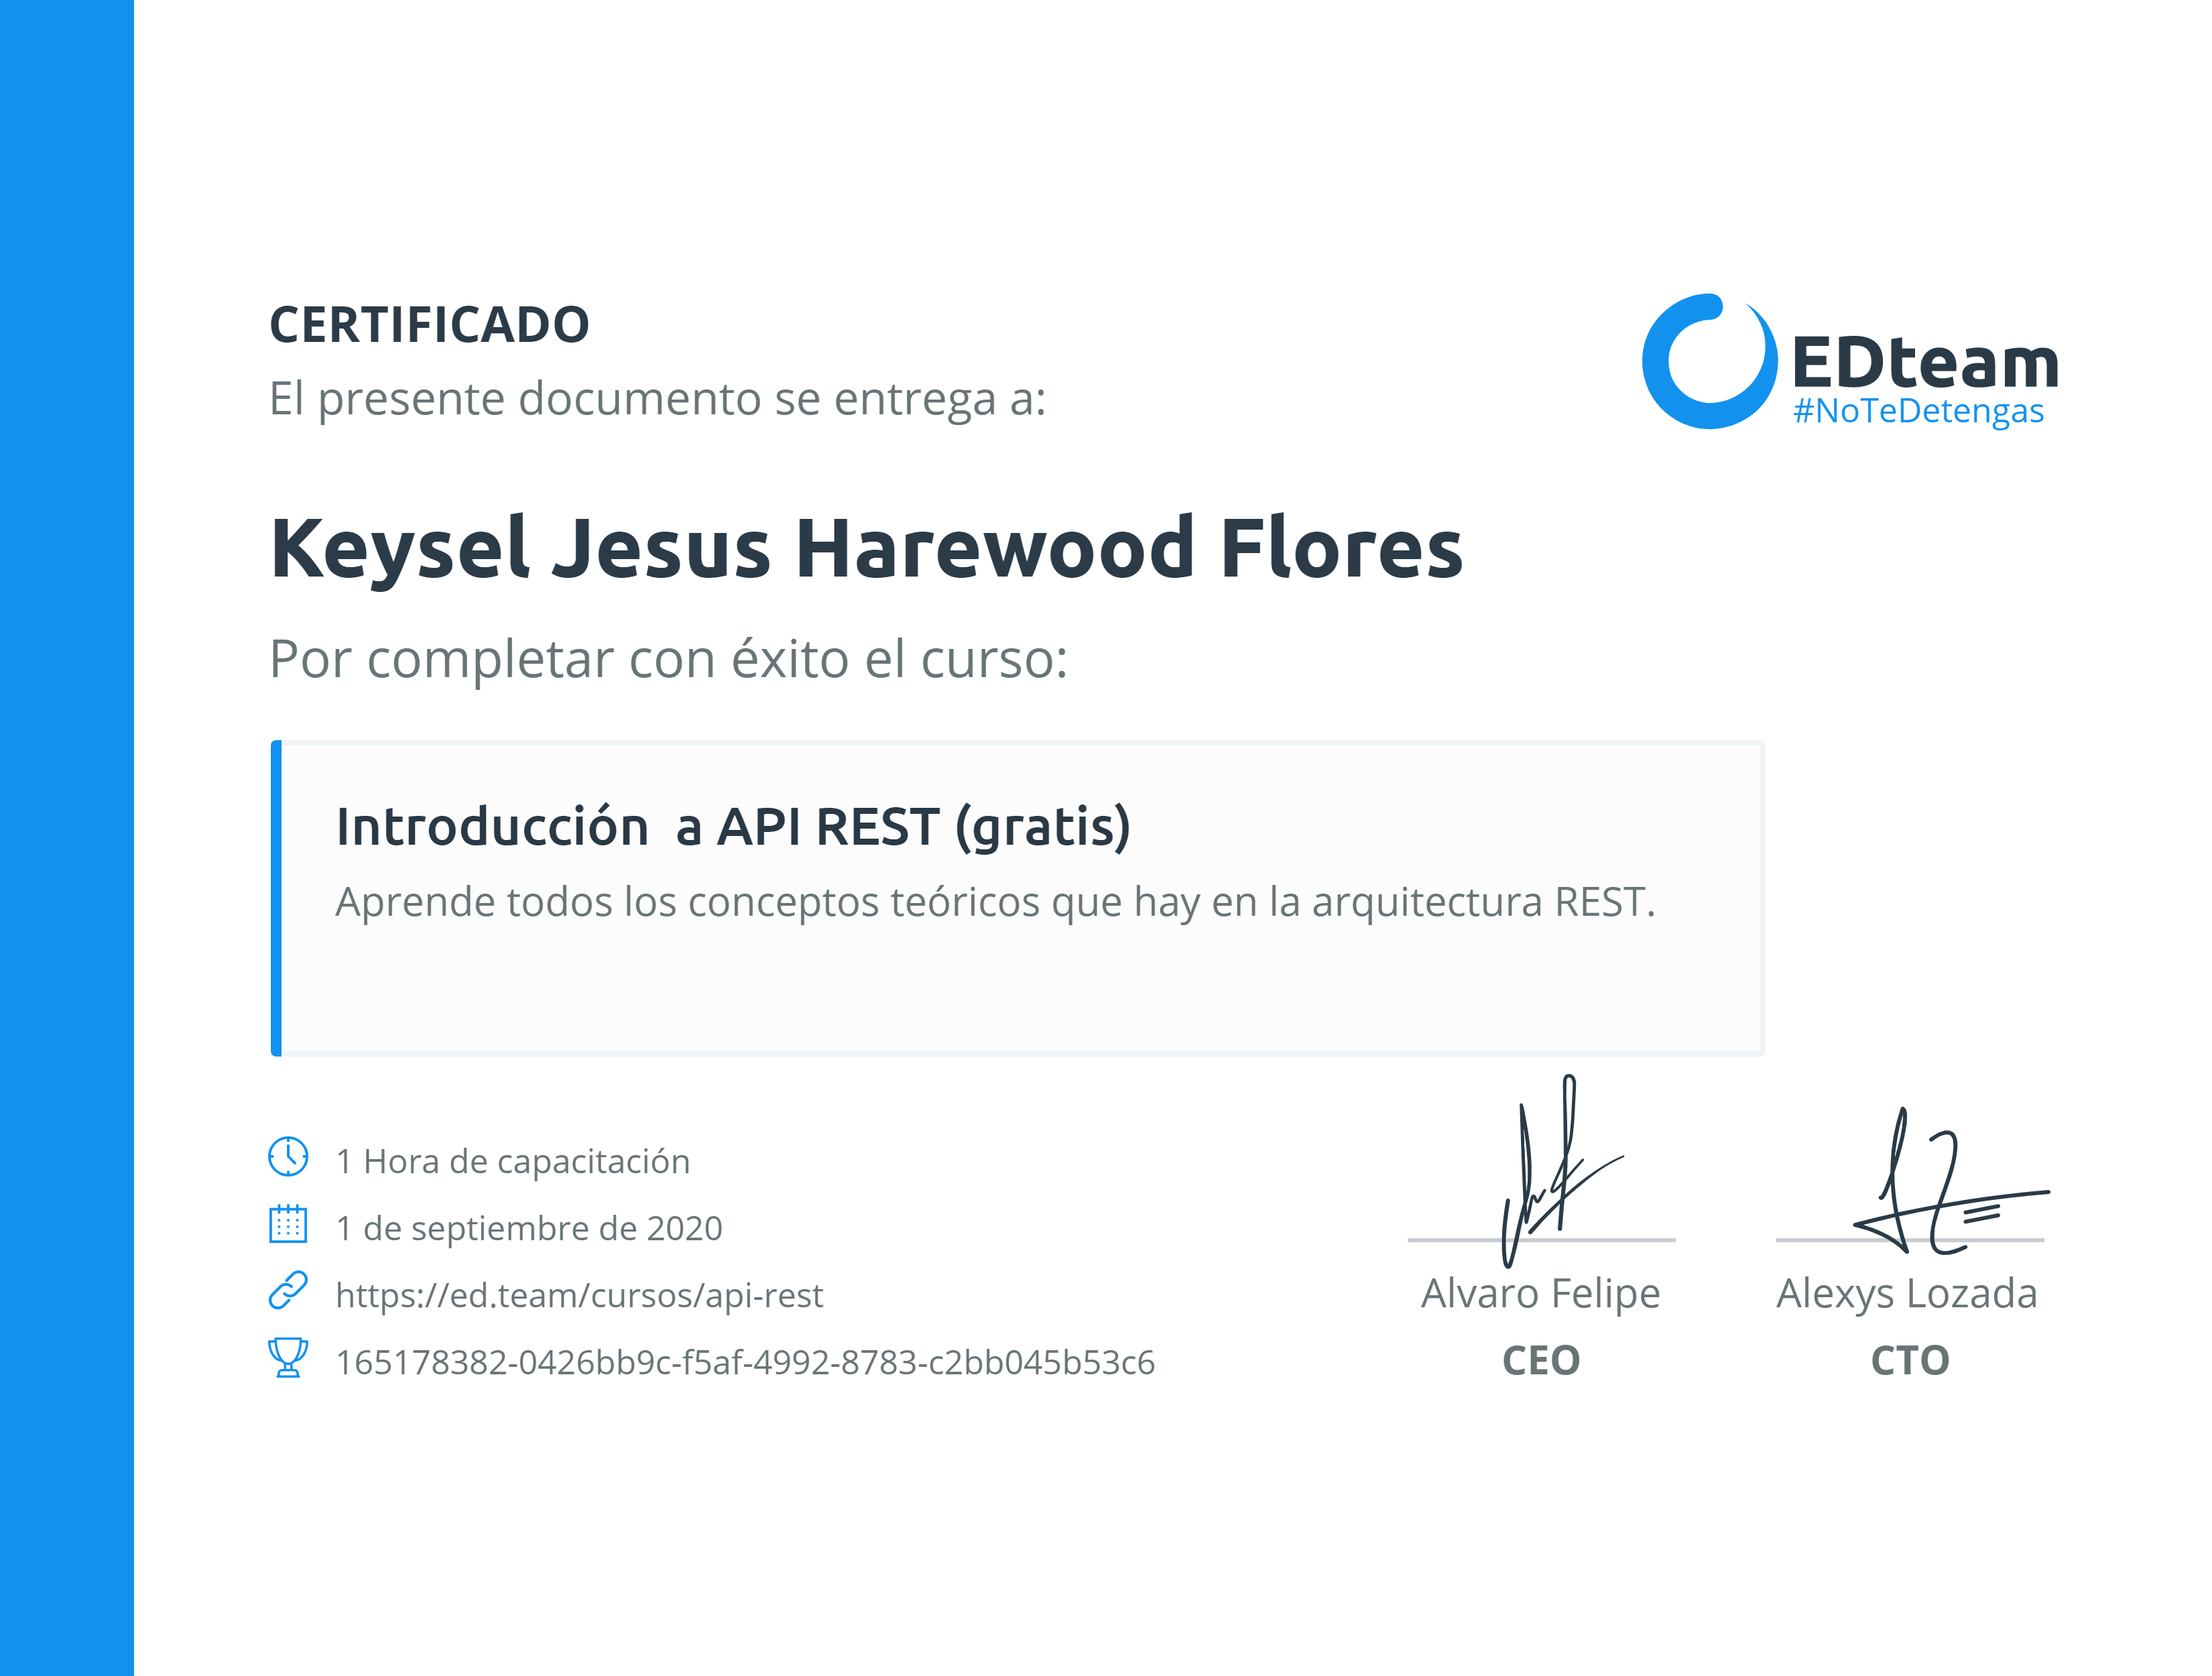 CERTIFICADO
El presente documento se entrega a:
EDteam
#NoTeDetengas
Keysel Jesus Harewood Flores
Por completar con éxito el curso:
Introducción  a API REST (gratis)
Aprende todos los conceptos teóricos que hay en la arquitectura REST.
1 Hora de capacitación
1 de septiembre de 2020
https://ed.team/cursos/api-rest
165178382-0426bb9c-f5af-4992-8783-c2bb045b53c6
Alvaro Felipe
CEO
Alexys Lozada
CTO